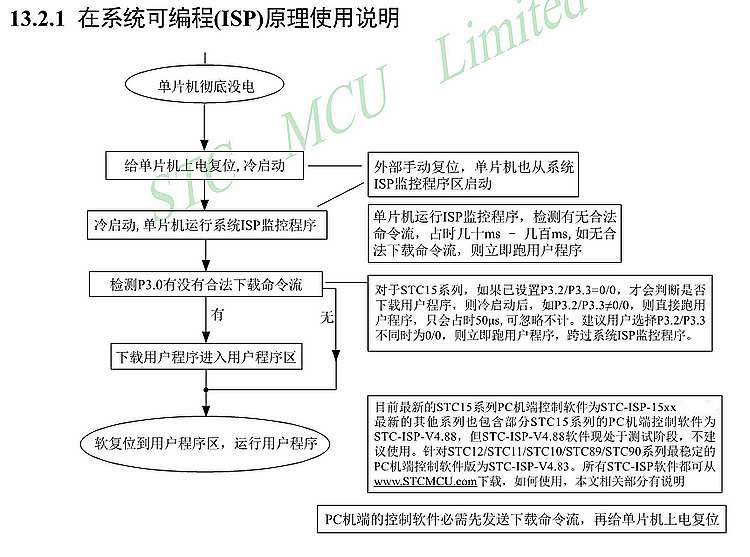 13.2.1 在系统可编程(ISP)原理使用说明
STC MCU Limited
单片机彻底没电
给单片机上电复位,冷启动
外部手动复位，单片机也从系统
ISP监控程序区启动
冷启动,单片机运行系统ISP监控程序
单片机运行ISP监控程序，检测有无合法
命令流，占时几十ms - 几百ms,如无合
法下载命令流，则立即跑用户程序
检测P3.0有没有合法下载命令流
对于STC15系列，如果已设置P3.2/P3.3=0/0，才会判断是否
下载用户程序，则冷启动后，如P3.2/P3.3≠0/0，则直接跑用
户程序，只会占时50μs,可忽略不计。建议用户选择P3.2/P3.3
不同时为0/0，则立即跑用户程序，跨过系统ISP监控程序。
有
无
下载用户程序进入用户程序区
软复位到用户程序区，运行用户程序
目前最新的STC15系列PC机端控制软件为STC-ISP-15xx
最新的其他系列也包含部分STC15系列的PC机端控制软件为
STC-ISP-V4.88，但STC-ISP-V4.88软件现处于测试阶段，不建
议使用。针对STC12/STC11/STC10/STC89/STC90系列最稳定的
PC机端控制软件版为STC-ISP-V4.83。所有STC-ISP软件都可从
www.STCMCU.com下载，如何使用，本文相关部分有说明
PC机端的控制软件必需先发送下载命令流，再给单片机上电复位